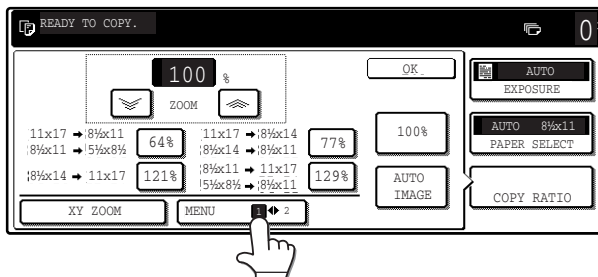 READY TO COPY.
0
100 %
ZOOM
11x17 → 8½x11
8½x11 → 5½x8½
64%
11x17 → 8½x14
8½x14 → 8½x11
77%
8½x14 → 11x17
121%
8½x11 → 11x17
5½x8½ → 8½x11
129%
OK
100%
AUTO
IMAGE
AUTO
EXPOSURE
AUTO 8½x11
PAPER SELECT
COPY RATIO
XY ZOOM
MENU 1 2